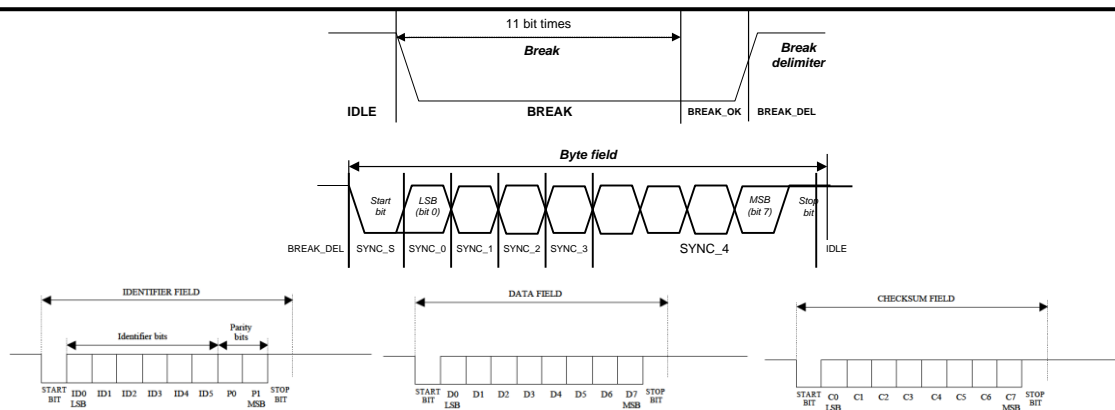 11 bit times
Break
Break
delimiter
IDLE BREAK BREAK_OK BREAK_DEL
Byte field
Start
bit
LSB
(bit 0)
MSB
(bit 7)
Stop
bit
BREAK_DEL SYNC_S SYNC_0 SYNC_1 SYNC_2 SYNC_3 SYNC_4 IDLE
IDENTIFIER FIELD
Identifier bits
Parity
bits
START
BIT
ID0
LSB
ID1 ID2 ID3 ID4 ID5 P0
P1
MSB
STOP
BIT
DATA FIELD
START
BIT
D0
LSB
D1 D2 D3 D4 D5 D6
D7
MSB
STOP
BIT
CHECKSUM FIELD
START
BIT
C0
LSB
C1 C2 C3 C4 C5 C6
C7
MSB
STOP
BIT